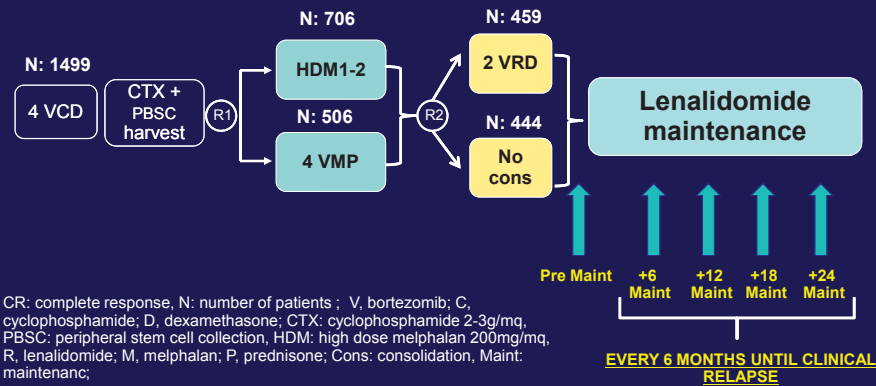 N: 1499
4 VCD
CTX +
PBSC
harvest
R1
N: 706
HDM1-2
N: 506
4 VMP
R2
N: 459
2 VRD
N: 444
No
cons
Lenalidomide
maintenance
Pre Maint
+6
Maint
+12
Maint
+18
Maint
+24
Maint
EVERY 6 MONTHS UNTIL CLINICAL
RELAPSE
CR: complete response, N: number of patients ; V, bortezomib; C,
cyclophosphamide; D, dexamethasone; CTX: cyclophosphamide 2-3g/mq,
PBSC: peripheral stem cell collection, HDM: high dose melphalan 200mg/mq,
R, lenalidomide; M, melphalan; P, prednisone; Cons: consolidation, Maint:
maintenanc;